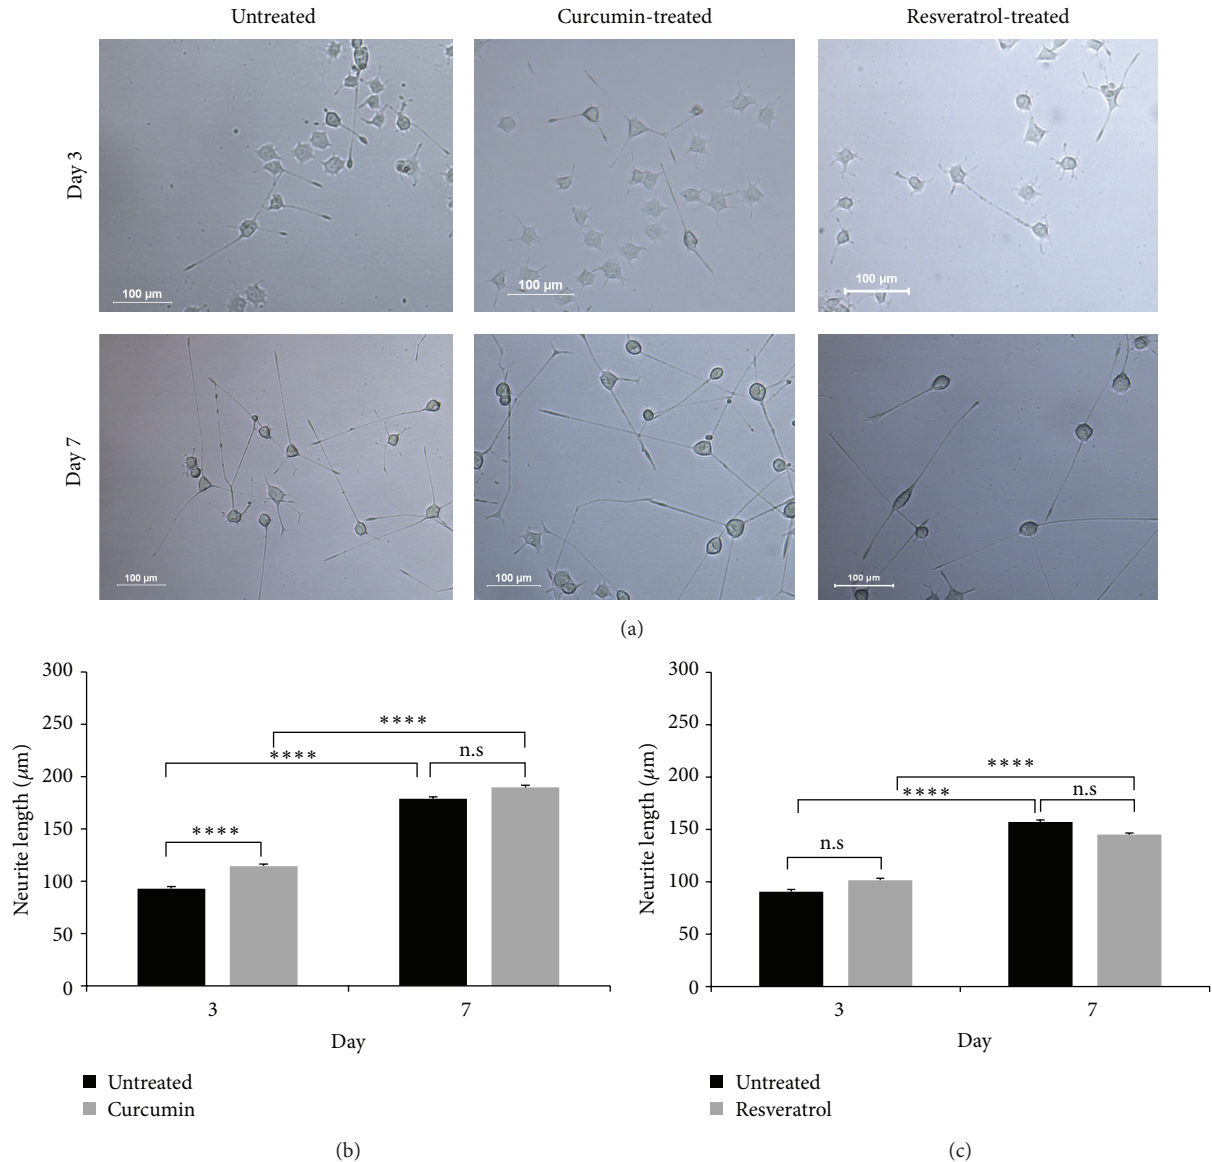 Untreated Curcumin-treated Resveratrol-treated
Day 3
100 µm 100 µm 100 µm
Day 7
100 µm 100 µm 100 µm
(a)
Neurite length (µm)
300
250
200
150
100
50
0
****
****
****
n.s
3 7
Day
Untreated
Curcumin
(b)
Neurite length (µm)
300
250
200
150
100
50
0
****
****
n.s
n.s
3 7
Day
Untreated
Resveratrol
(c)